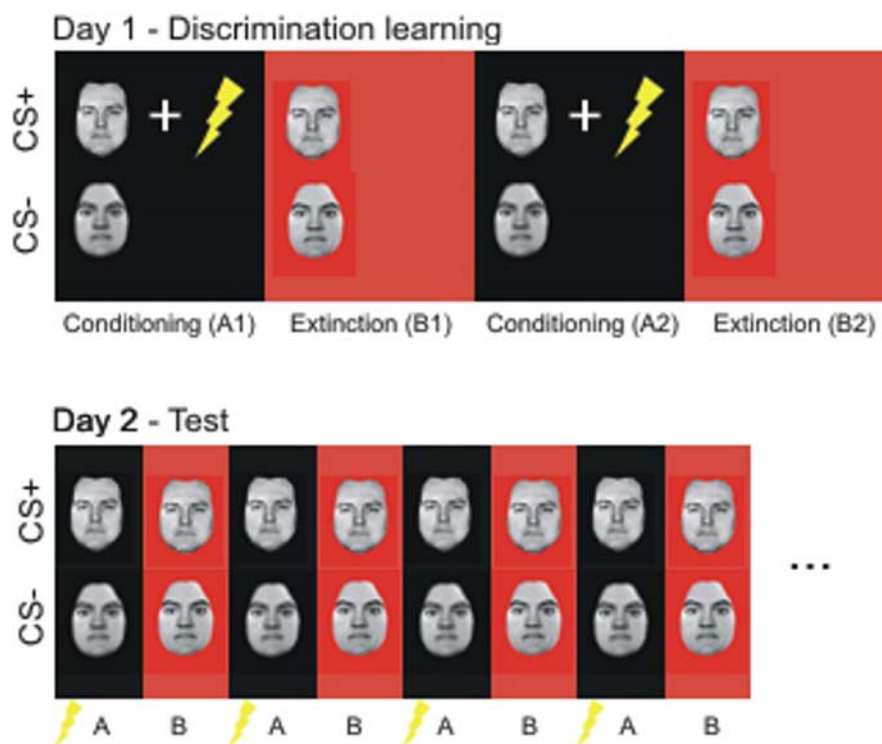 Day 1 - Discrimination learning
CS+
CS-
Conditioning (A1) Extinction (B1) Conditioning (A2) Extinction (B2)
Day 2 - Test
CS+
CS-
...
A B A B A B A B